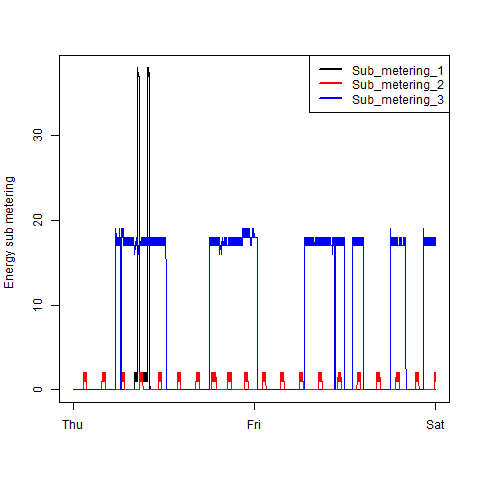 Sub_metering_1
Sub_metering_2
Sub_metering_3
Energy sub metering
30
20
10
0
Thu Fri Sat